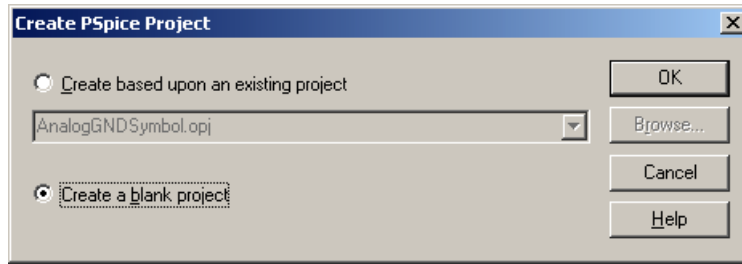 Create PSpice Project
Create based upon an existing project
OK
AnalogGNDSymbol.opj
Browse...
Cancel
Create a blank project
Help